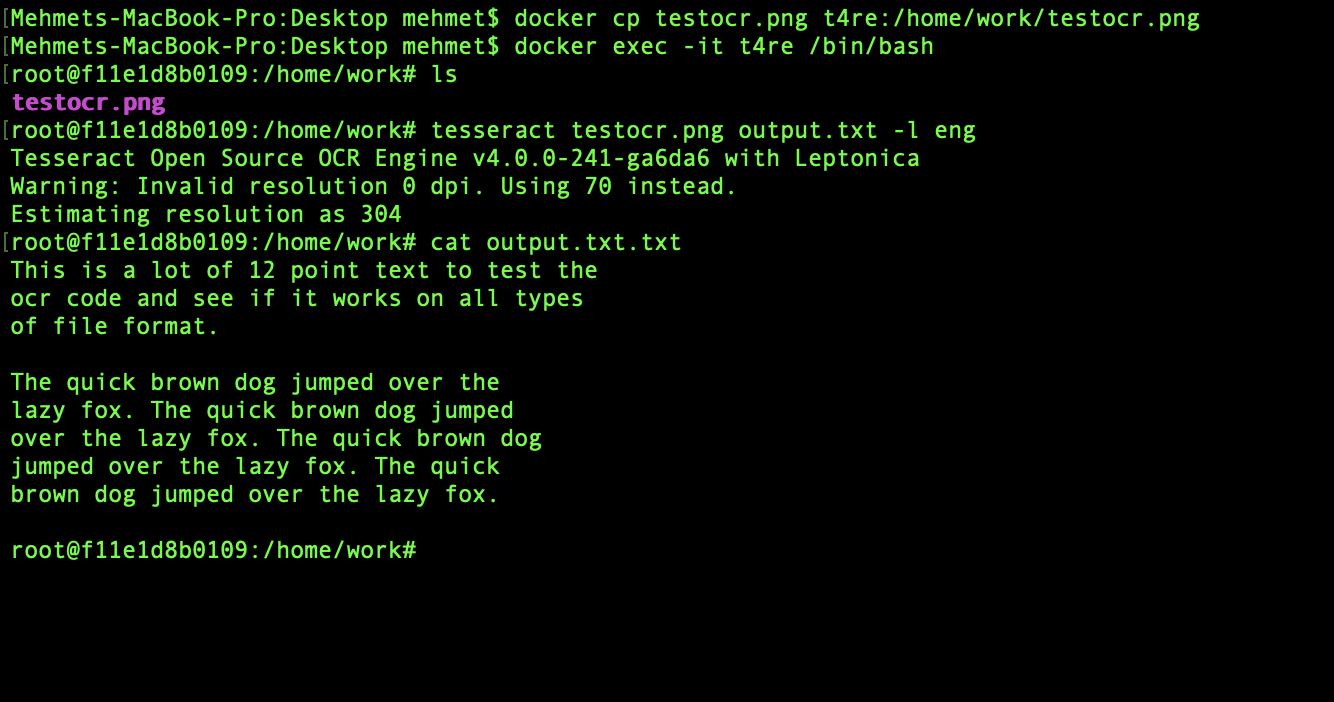 [Mehmets-MacBook-Pro:Desktop mehmet$ docker cp testocr.png t4re:/home/work/testocr.png
[Mehmets-MacBook-Pro:Desktop mehmet$ docker exec -it t4re /bin/bash
[root@f11e1d8b0109:/home/work# ls
testocr.png
[root@f11e1d8b0109:/home/work# tesseract testocr.png output.txt -l eng
Tesseract Open Source OCR Engine v4.0.0-241-ga6da6 with Leptonica
Warning: Invalid resolution 0 dpi. Using 70 instead.
Estimating resolution as 304
[root@f11e1d8b0109:/home/work# cat output.txt.txt
This is a lot of 12 point text to test the
ocr code and see if it works on all types
of file format.

The quick brown dog jumped over the
lazy fox. The quick brown dog jumped
over the lazy fox. The quick brown dog
jumped over the lazy fox. The quick
brown dog jumped over the lazy fox.

root@f11e1d8b0109:/home/work#